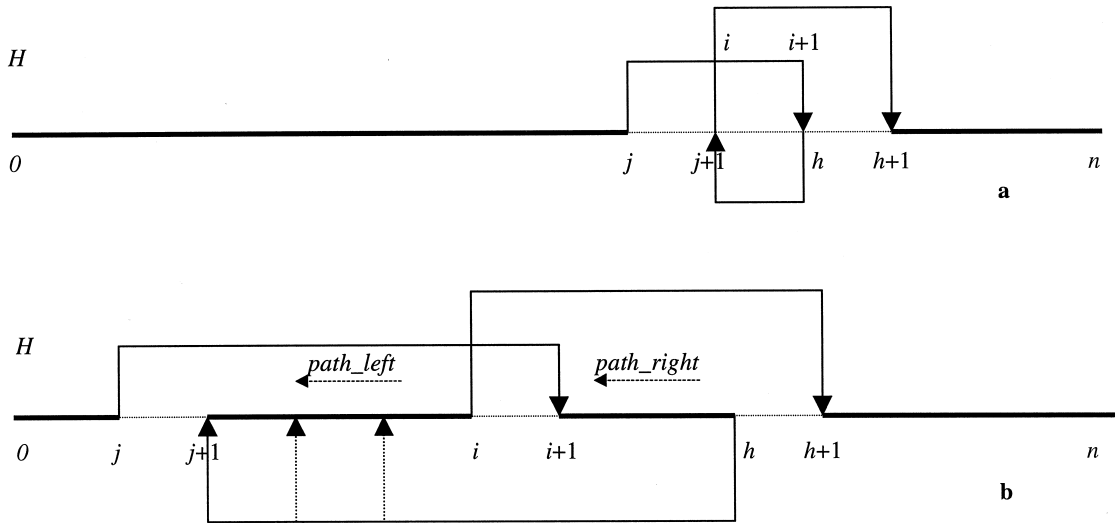 i i+1
H
0 j j+1 h h+1 n
a
H
path_left path_right
0 j j+1 i i+1 h h+1 n
b